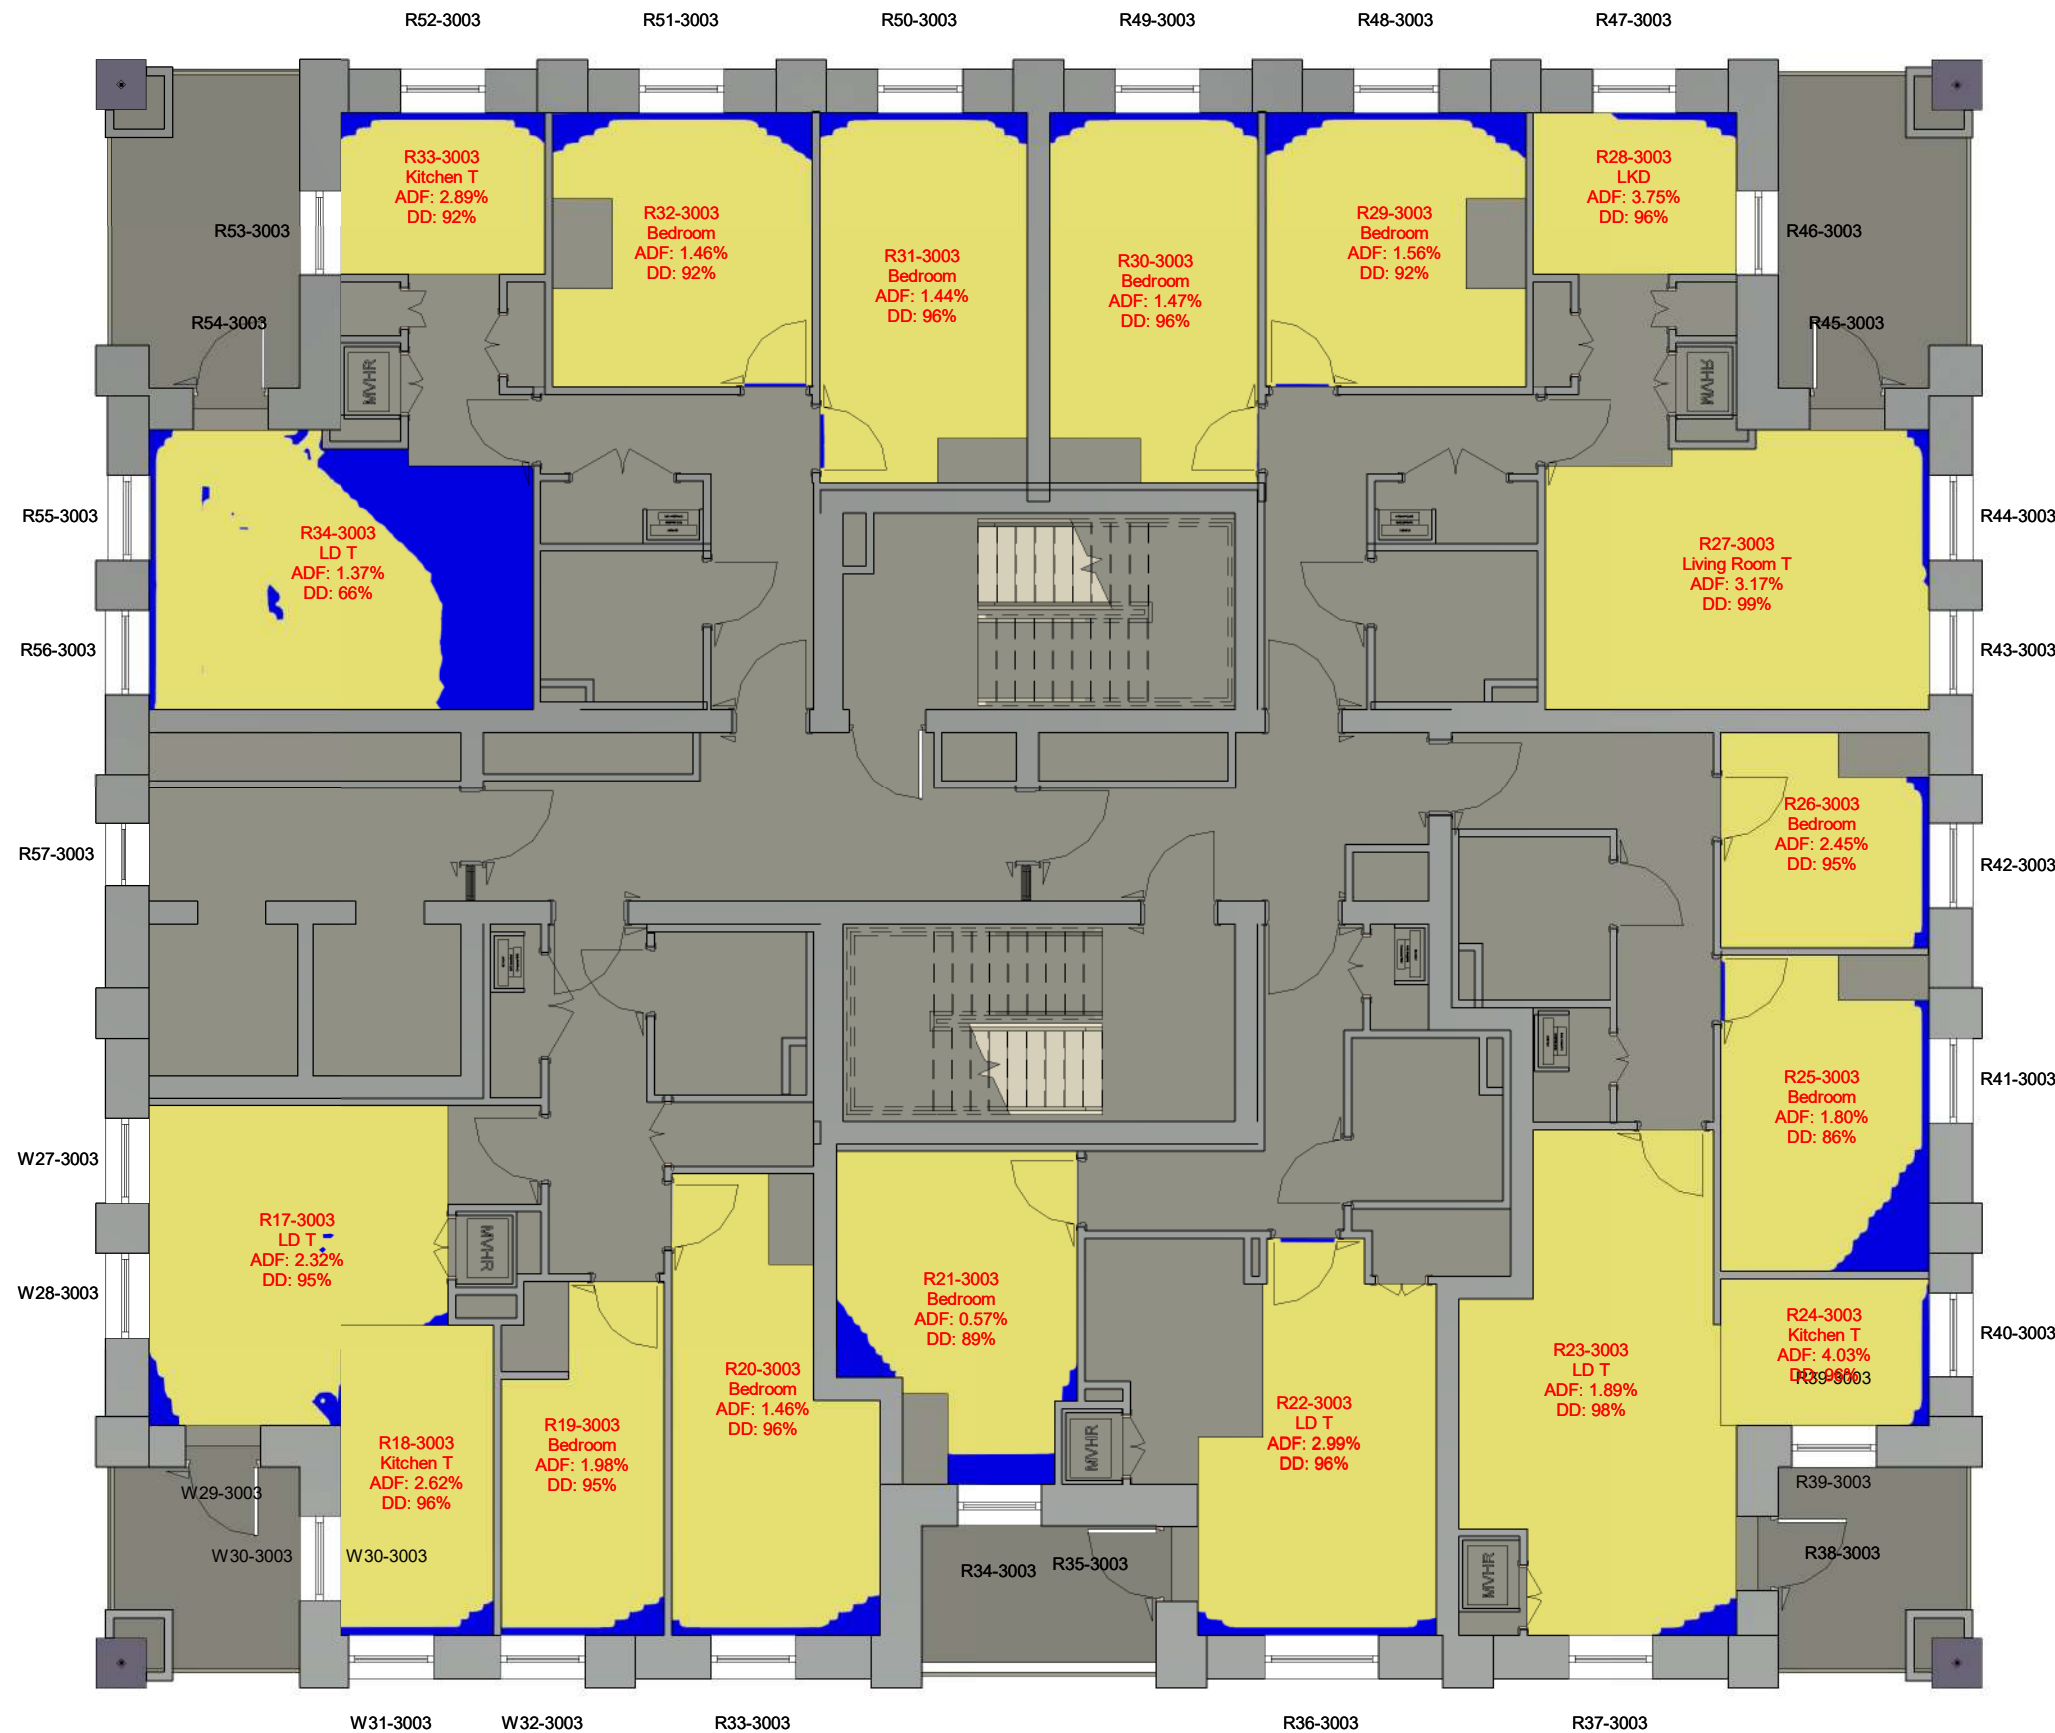 R52-3003
R51-3003
R50-3003
R49-3003
R48-3003
R47-3003
R33-3003
Kitchen T
ADF: 2.89%
DD: 92%
R32-3003
Bedroom
ADF: 1.46%
DD: 92%
R31-3003
Bedroom
ADF: 1.44%
DD: 96%
R30-3003
Bedroom
ADF: 1.47%
DD: 96%
R29-3003
Bedroom
ADF: 1.56%
DD: 92%
R28-3003
LKD
ADF: 3.75%
DD: 96%
R53-3003
R46-3003
R54-3003
R45-3003
MVHR
MVHR
R55-3003
R34-3003
LD T
ADF: 1.37%
DD: 66%
R27-3003
Living Room T
ADF: 3.17%
DD: 99%
R44-3003
R56-3003
R43-3003
R57-3003
R26-3003
Bedroom
ADF: 2.45%
DD: 95%
R42-3003
R25-3003
Bedroom
ADF: 1.80%
DD: 86%
R41-3003
W27-3003
R17-3003
LD T
ADF: 2.32%
DD: 95%
MVHR
W28-3003
R21-3003
Bedroom
ADF: 0.57%
DD: 89%
R24-3003
Kitchen T
ADF: 4.03%
DD: 96%
R39-3003
R40-3003
R20-3003
Bedroom
ADF: 1.46%
DD: 96%
R23-3003
LD T
ADF: 1.89%
DD: 98%
R22-3003
LD T
ADF: 2.99%
DD: 96%
R19-3003
Bedroom
ADF: 1.98%
DD: 95%
R18-3003
Kitchen T
ADF: 2.62%
DD: 96%
MVHR
W29-3003
R39-3003
W30-3003
W30-3003
R34-3003
R35-3003
MVHR
R38-3003
W31-3003
W32-3003
R33-3003
R36-3003
R37-3003